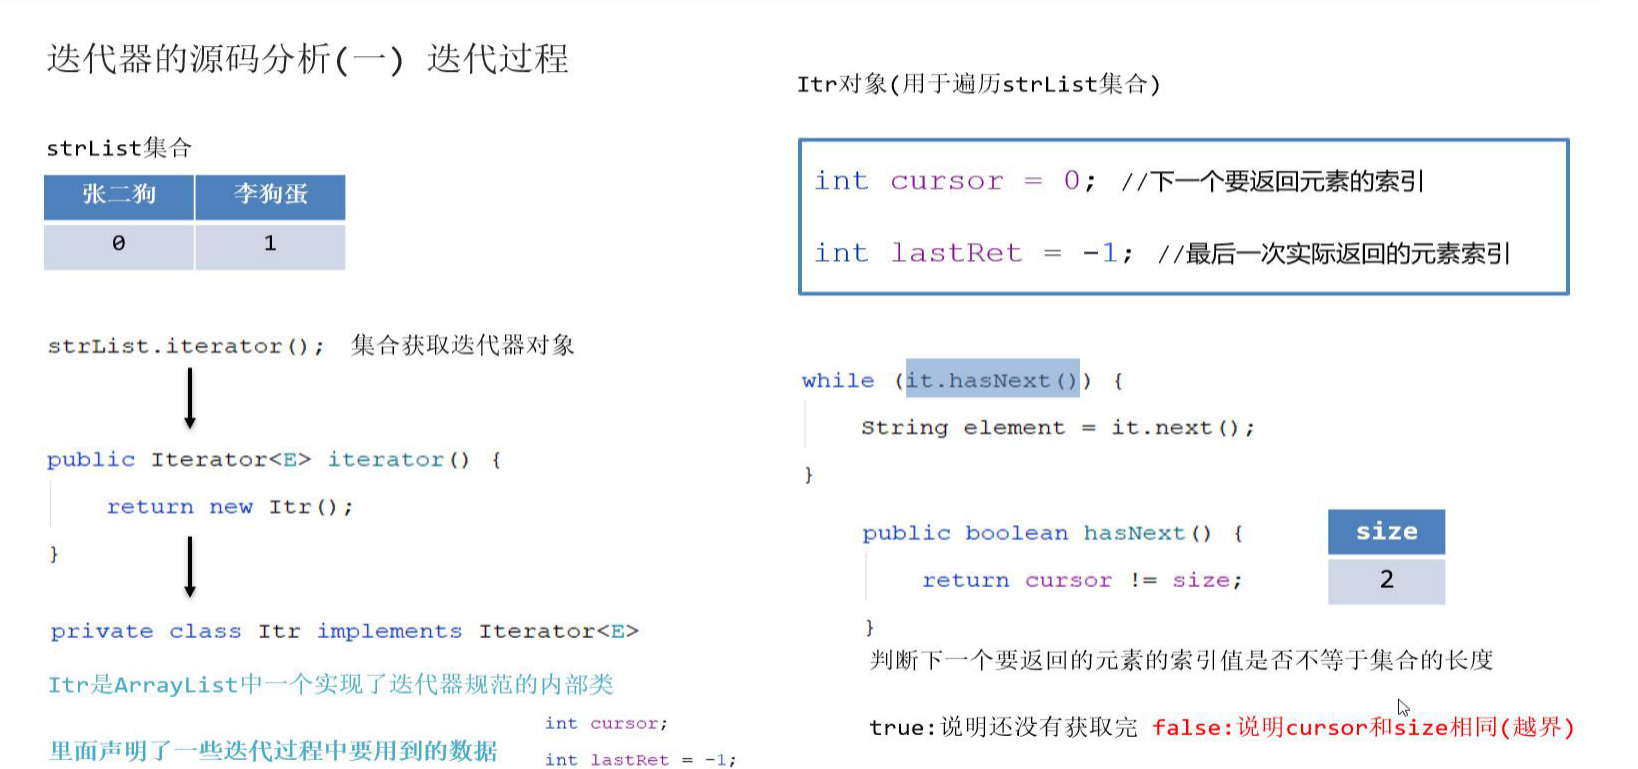 迭代器的源码分析(一) 迭代过程
strList集合
张二狗 李狗蛋
0 1
strList.iterator(); 集合获取迭代器对象
public Iterator<E> iterator() {
return new Itr();
}
private class Itr implements Iterator<E>
Itr是ArrayList中一个实现了迭代器规范的内部类
里面声明了一些迭代过程中要用到的数据
int cursor;
int lastRet = -1;
Itr对象(用于遍历strList集合)
int cursor = 0; //下一个要返回元素的索引
int lastRet = -1; //最后一次实际返回的元素索引
while (it.hasNext()) {
String element = it.next();
}
public boolean hasNext() {
return cursor != size;
}
size
2
判断下一个要返回的元素的索引值是否不等于集合的长度
true:说明还没有获取完 false:说明cursor和size相同(越界)